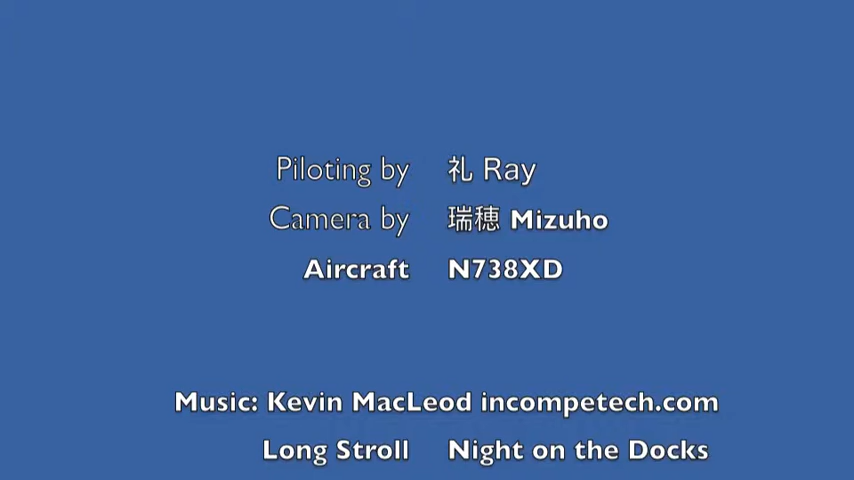 Piloting by 礼 Ray
Camera by 瑞穂 Mizuho
Aircraft N738XD
Music: Kevin MacLeod incompetech.com
Long Stroll Night on the Docks